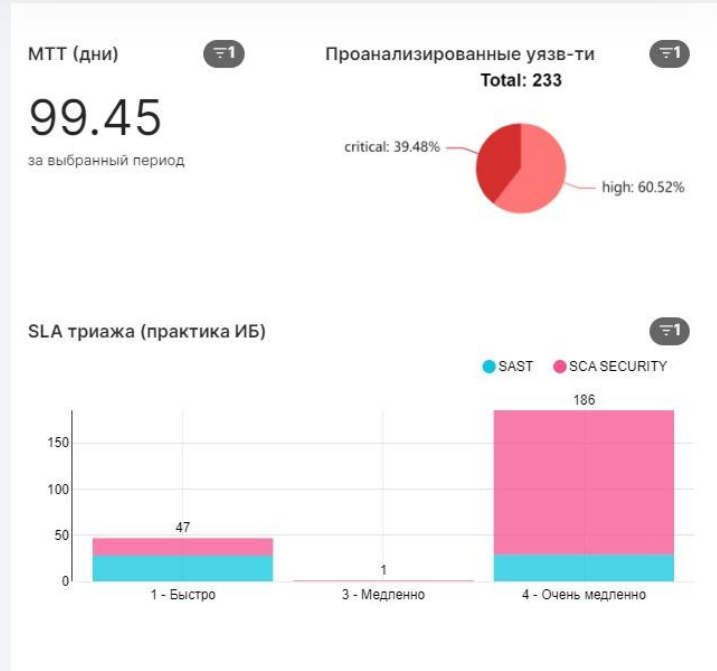 МТТ (дни)
1
99.45
за выбранный период
Проанализированные уязв-ти
1
Total: 233
critical: 39.48%
high: 60.52%
SLA триажа (практика ИБ)
1
SAST
SCA SECURITY
186
150
100
50
0
47
1
1 - Быстро
3 - Медленно
4 - Очень медленно